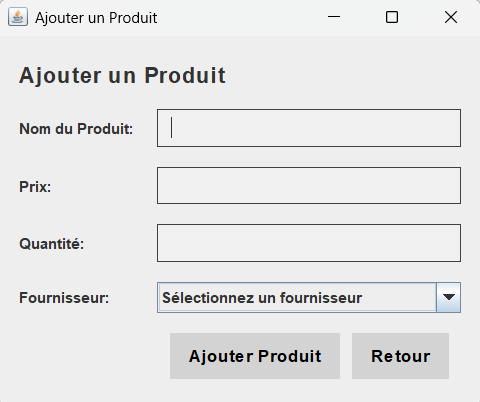 Ajouter un Produit
Ajouter un Produit
Nom du Produit:
Prix:
Quantité:
Fournisseur: Sélectionnez un fournisseur
Ajouter Produit Retour